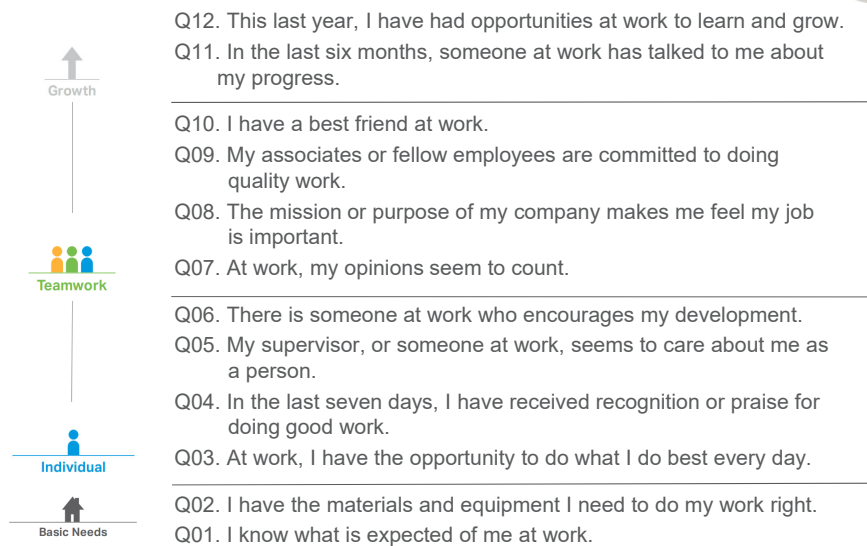 Q12. This last year, I have had opportunities at work to learn and grow.
Q11. In the last six months, someone at work has talked to me about
my progress.
Growth
Q10. I have a best friend at work.
Q09. My associates or fellow employees are committed to doing
quality work.
Q08. The mission or purpose of my company makes me feel my job
is important.
Q07. At work, my opinions seem to count.
Teamwork
Q06. There is someone at work who encourages my development.
Q05. My supervisor, or someone at work, seems to care about me as
a person.
Q04. In the last seven days, I have received recognition or praise for
doing good work.
Q03. At work, I have the opportunity to do what I do best every day.
Individual
Q02. I have the materials and equipment I need to do my work right.
Q01. I know what is expected of me at work.
Basic Needs